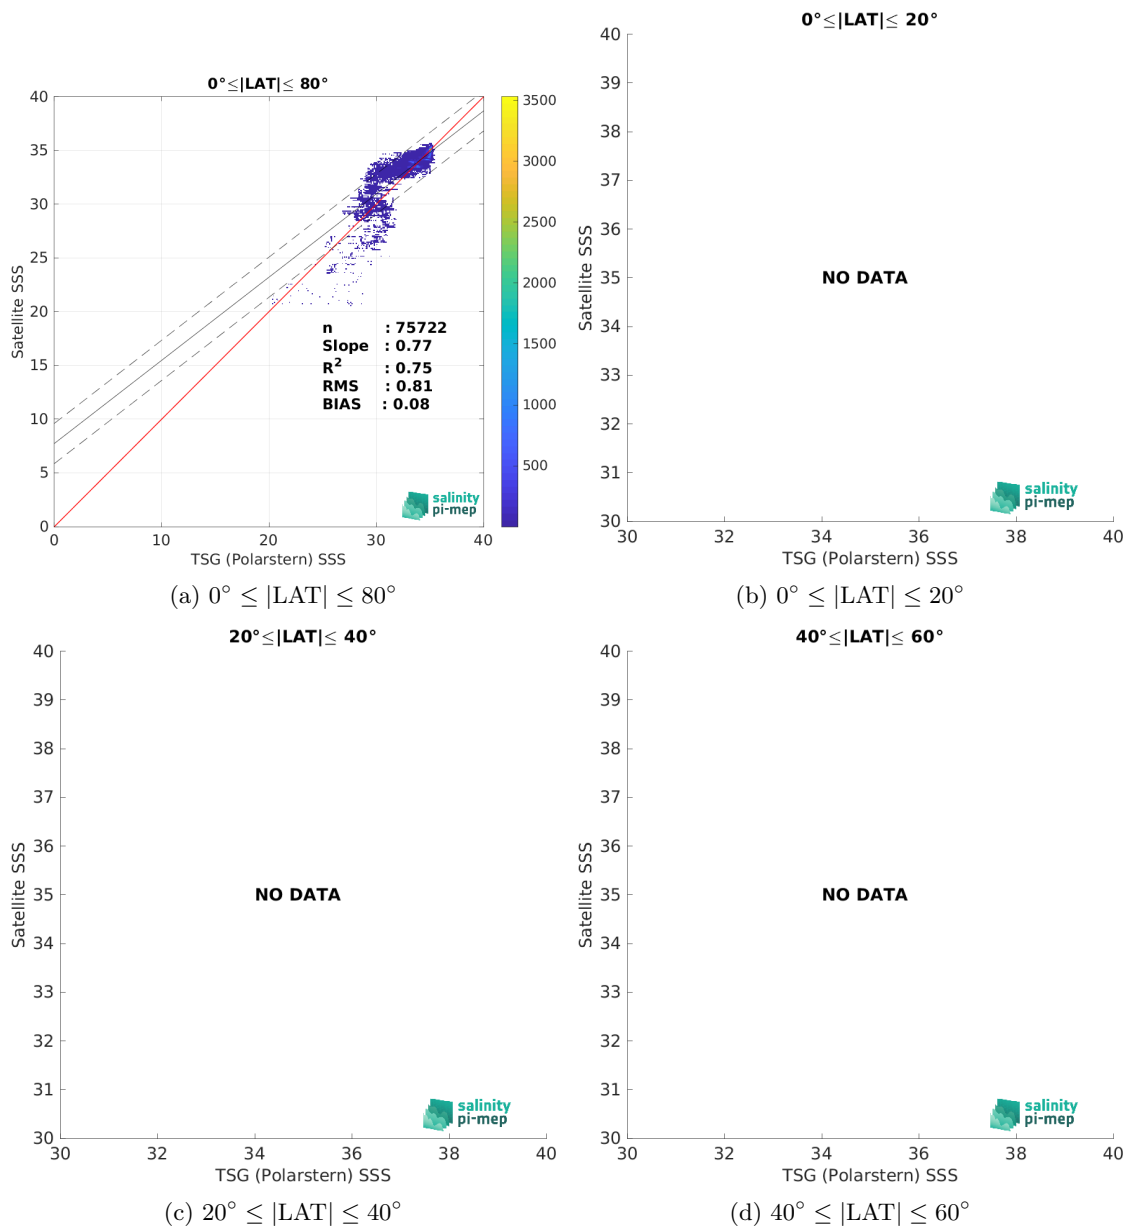 0°≤|LAT|≤ 80°
40
35
30
25
20
15
10
5
0
0
10
20
30
40
Satellite SSS
TSG (Polarstern) SSS
n : 75722
Slope : 0.77
R² : 0.75
RMS : 0.81
BIAS : 0.08
salinity
pi-mep
3500
3000
2500
2000
1500
1000
500
(a) 0° ≤ |LAT| ≤ 80°
0°≤|LAT|≤ 20°
40
39
38
37
36
35
34
33
32
31
30
30
32
34
36
38
40
Satellite SSS
NO DATA
salinity
pi-mep
TSG (Polarstern) SSS
(b) 0° ≤ |LAT| ≤ 20°
20°≤|LAT|≤ 40°
40
39
38
37
36
35
34
33
32
31
30
30
32
34
36
38
40
Satellite SSS
NO DATA
salinity
pi-mep
TSG (Polarstern) SSS
(c) 20° ≤ |LAT| ≤ 40°
40°≤|LAT|≤ 60°
40
39
38
37
36
35
34
33
32
31
30
30
32
34
36
38
40
Satellite SSS
NO DATA
salinity
pi-mep
TSG (Polarstern) SSS
(d) 40° ≤ |LAT| ≤ 60°